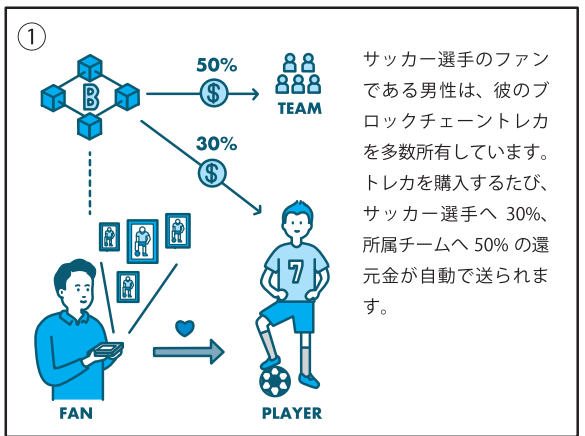 ①
50%
B
$
TEAM
30%
$
7
FAN
PLAYER
サッカー選手のファン
である男性は、彼のブ
ロックチェーントレカ
を多数所有しています。
トレカを購入するたび、
サッカー選手へ 30%、
所属チームへ 50% の還
元金が自動で送られま
す。